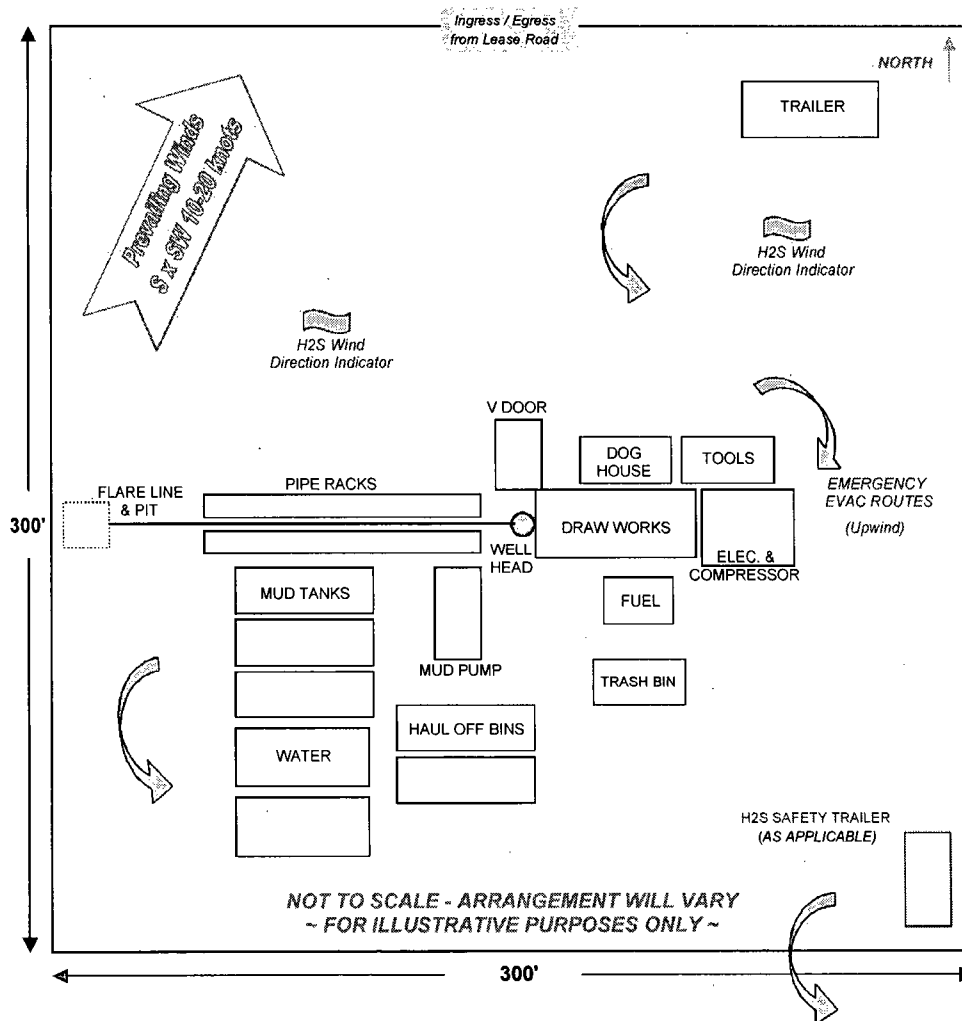 Ingress / Egress
from Lease Road
NORTH
TRAILER
Prevailing Winds
S x SW 10-20 knots
H2S Wind
Direction Indicator
H2S Wind
Direction Indicator
V DOOR
DOG
HOUSE
TOOLS
EMERGENCY
EVAC ROUTES
(Upwind)
PIPE RACKS
FLARE LINE
& PIT
300'
DRAW WORKS
WELL
HEAD
ELEC. &
COMPRESSOR
MUD TANKS
FUEL
MUD PUMP
TRASH BIN
HAUL OFF BINS
WATER
H2S SAFETY TRAILER
(AS APPLICABLE)
NOT TO SCALE - ARRANGEMENT WILL VARY
~ FOR ILLUSTRATIVE PURPOSES ONLY ~
300'